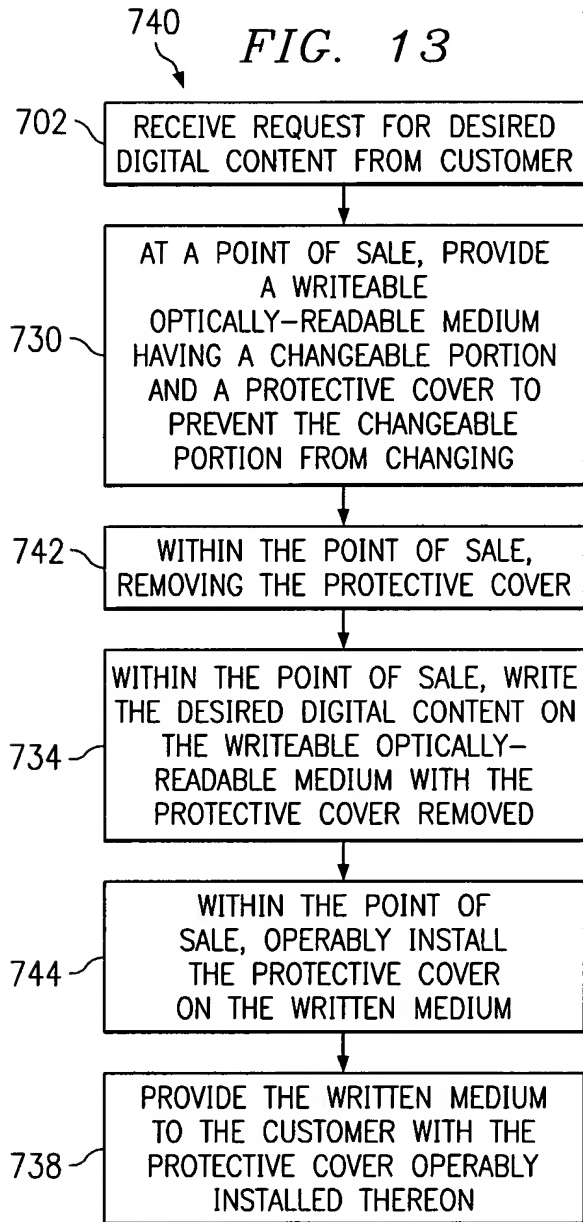 740
FIG. 13
702
RECEIVE REQUEST FOR DESIRED
DIGITAL CONTENT FROM CUSTOMER
730
AT A POINT OF SALE, PROVIDE
A WRITEABLE
OPTICALLY-READABLE MEDIUM
HAVING A CHANGEABLE PORTION
AND A PROTECTIVE COVER TO
PREVENT THE CHANGEABLE
PORTION FROM CHANGING
742
WITHIN THE POINT OF SALE,
REMOVING THE PROTECTIVE COVER
734
WITHIN THE POINT OF SALE, WRITE
THE DESIRED DIGITAL CONTENT ON
THE WRITEABLE OPTICALLY-
READABLE MEDIUM WITH THE
PROTECTIVE COVER REMOVED
744
WITHIN THE POINT OF
SALE, OPERABLY INSTALL
THE PROTECTIVE COVER
ON THE WRITTEN MEDIUM
738
PROVIDE THE WRITTEN MEDIUM
TO THE CUSTOMER WITH THE
PROTECTIVE COVER OPERABLY
INSTALLED THEREON